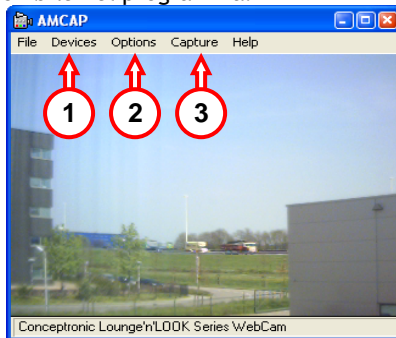 AMCAP
File Devices Options Capture Help
1 2 3
Conceptronic Lounge'n'LOOK Series WebCam